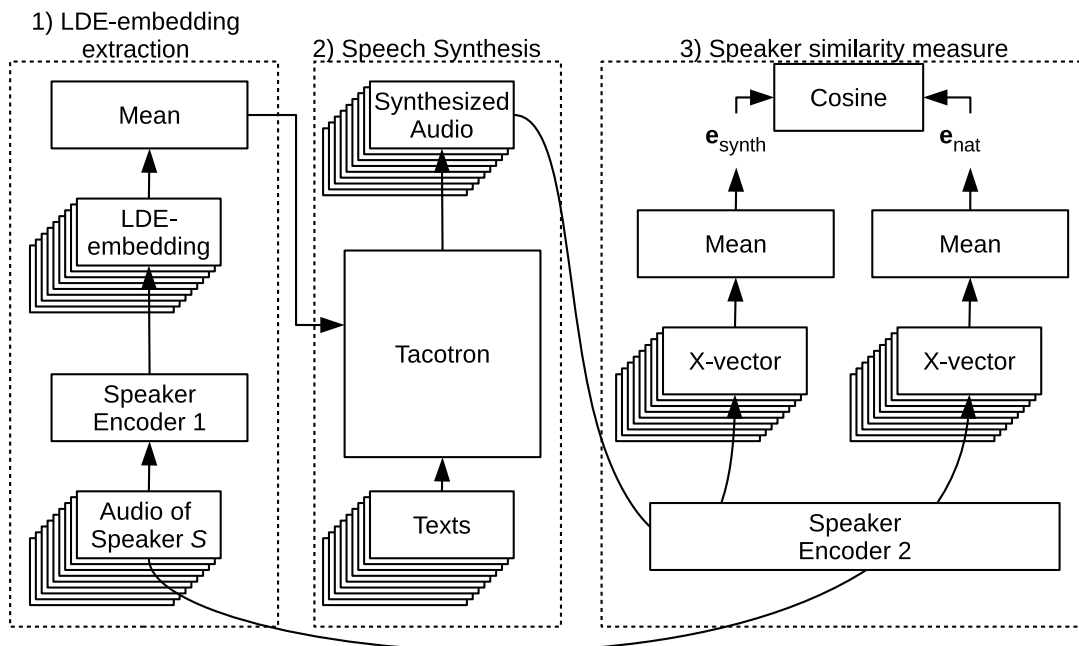 1) LDE-embedding
extraction
Mean
LDE-
embedding
Speaker
Encoder 1
Audio of
Speaker S
2) Speech Synthesis
Synthesized
Audio
Tacotron
Texts
3) Speaker similarity measure
Cosine
e_synth
e_nat
Mean
Mean
X-vector
X-vector
Speaker
Encoder 2